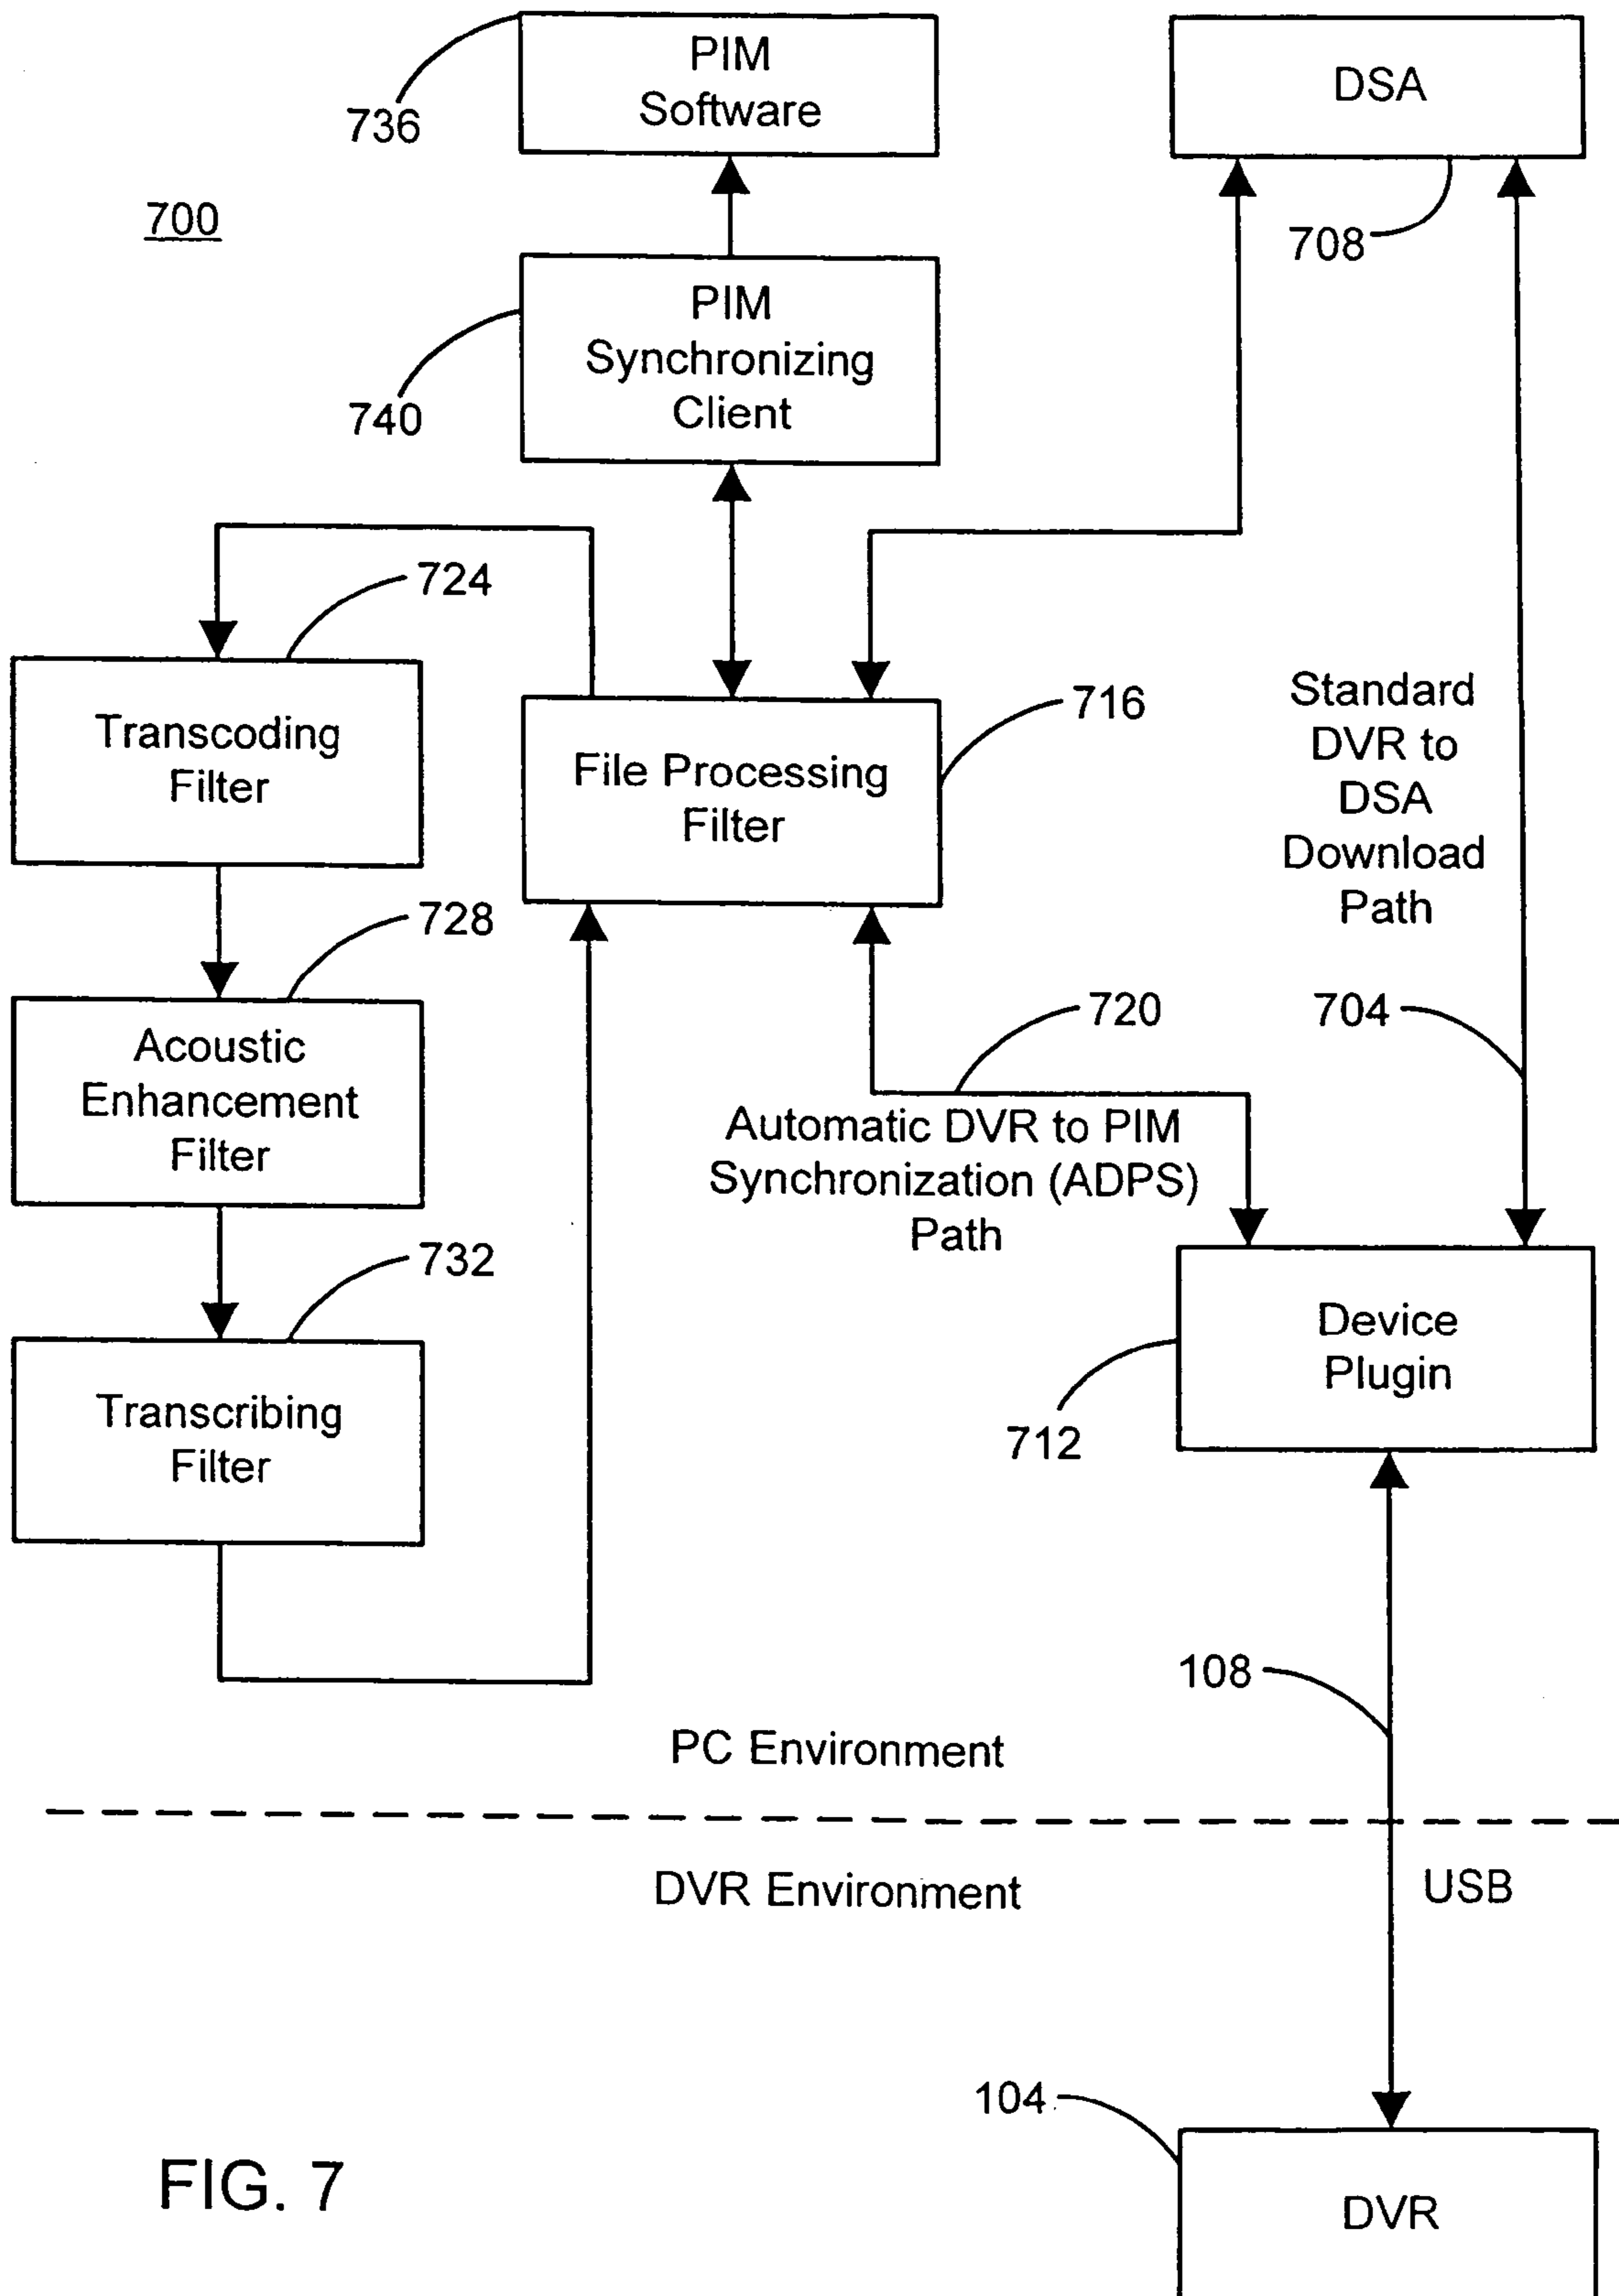 PIM
Software
DSA
736
700
708
PIM
Synchronizing
Client
740
724
Transcoding
Filter
716
File Processing
Filter
Standard
DVR to
DSA
Download
Path
728
720
704
Acoustic
Enhancement
Filter
Automatic DVR to PIM
Synchronization (ADPS)
Path
732
Device
Plugin
Transcribing
Filter
712
108
PC Environment
DVR Environment
USB
104
FIG. 7
DVR